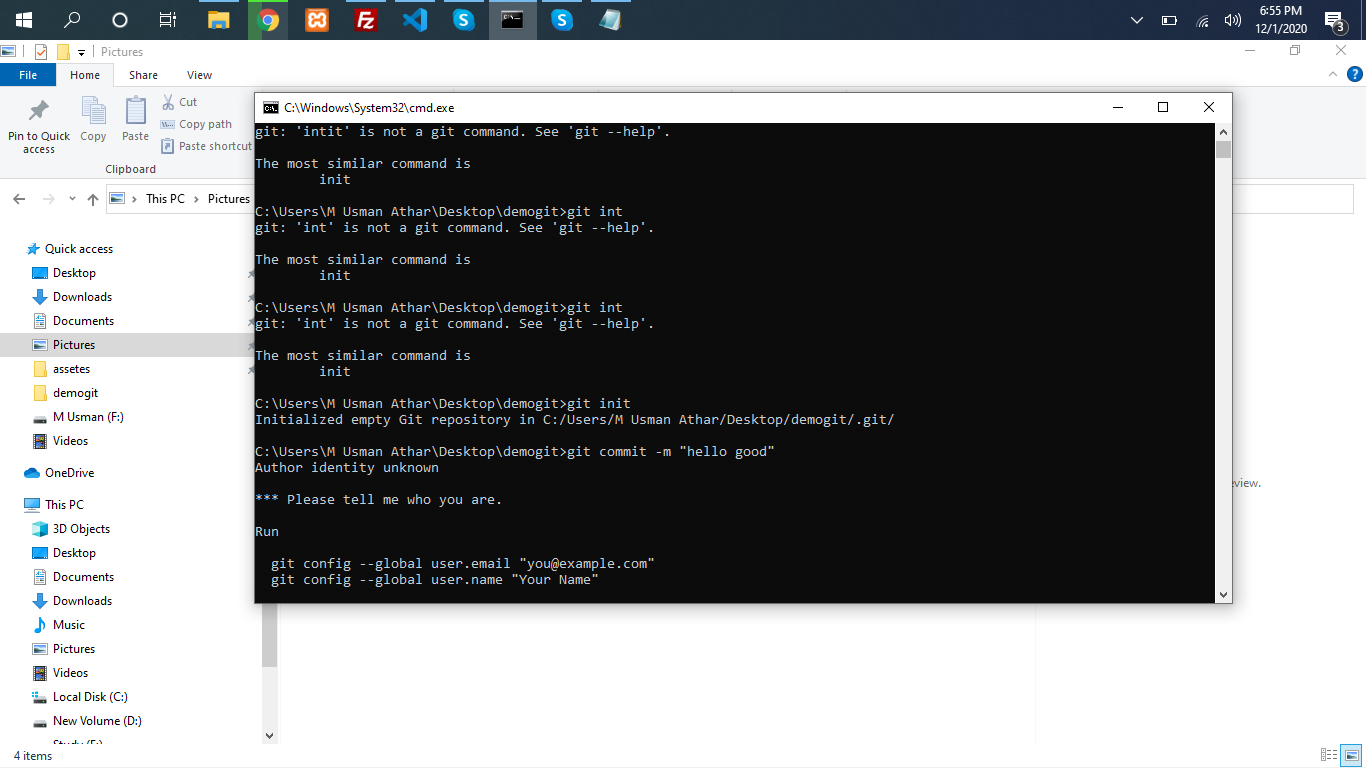 6:55 PM
12/1/2020
3
Pictures
File
Home
Share
View
Pin to Quick access
Copy
Paste
Cut
Copy path
Paste shortcut
Clipboard
This PC
Pictures
Quick access
Desktop
Downloads
Documents
Pictures
assetes
demogit
M Usman (F:)
Videos
OneDrive
This PC
3D Objects
Desktop
Documents
Downloads
Music
Pictures
Videos
Local Disk (C:)
New Volume (D:)
4 items
C:\Windows\System32\cmd.exe
git: 'intit' is not a git command. See 'git --help'.
The most similar command is
init
C:\Users\M Usman Athar\Desktop\demogit>git int
git: 'int' is not a git command. See 'git --help'.
The most similar command is
init
C:\Users\M Usman Athar\Desktop\demogit>git int
git: 'int' is not a git command. See 'git --help'.
The most similar command is
init
C:\Users\M Usman Athar\Desktop\demogit>git init
Initialized empty Git repository in C:/Users/M Usman Athar/Desktop/demogit/.git/
C:\Users\M Usman Athar\Desktop\demogit>git commit -m "hello good"
Author identity unknown
*** Please tell me who you are.
Run
git config --global user.email "you@example.com"
git config --global user.name "Your Name"